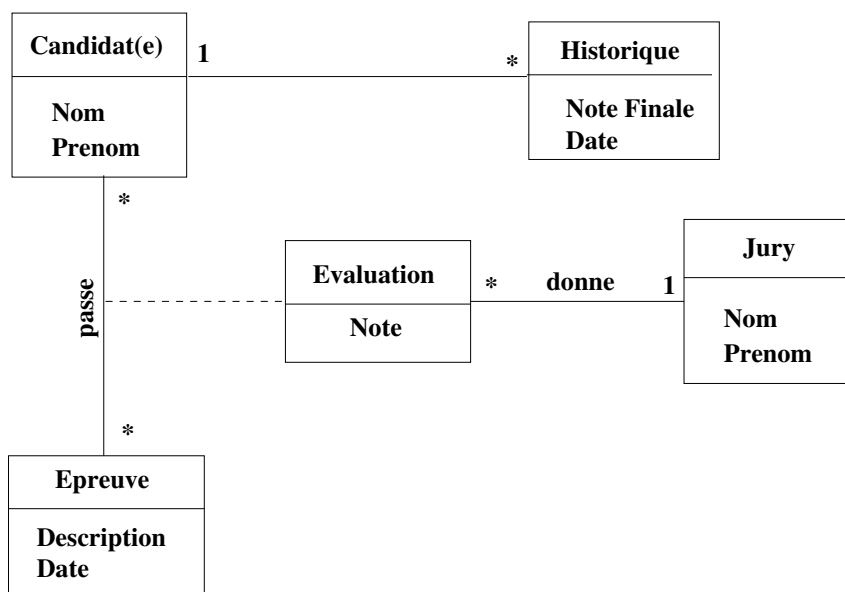 Candidat(e)
Nom
Prenom
1
*
Historique
Note Finale
Date
*
passe
*
Evaluation
Note
*
donne
1
Jury
Nom
Prenom
Epreuve
Description
Date